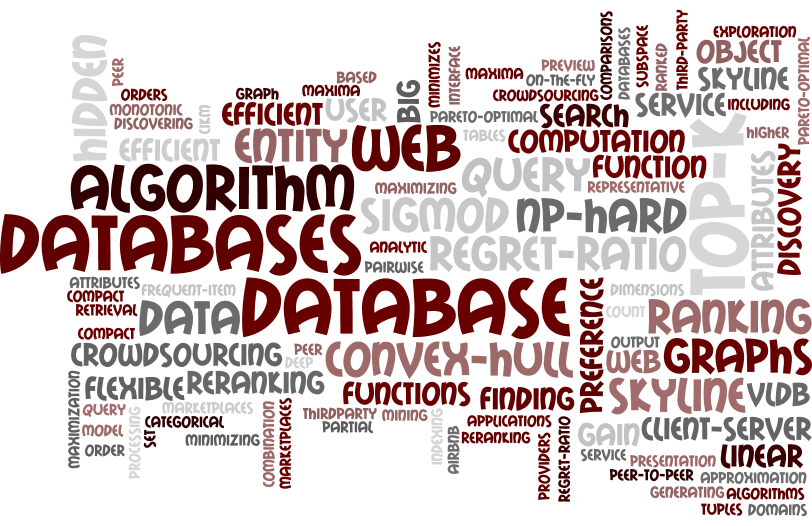 HIDDEN
PEER
ORDERS
MONOTONIC
DISCOVERING
CIKM
GRAPH
BASED
MAXIMA
EFFICIENT
USER
BIG
MINIMIZES
INTERFACE
MAXIMA
PREVIEW
ON-THE-FLY
CROWDSOURCING
COMPARISONS
DATABASES
SUBSPACE
RANKED
THIRD-PARTY
EXPLORATION
OBJECT
SKYLINE
SERVICE
INCLUDING
PARETO-OPTIMAL
PARETO-OPTIMAL
SEARCH
HIGHER
EFFICIENT
ENTITY
WEB
TABLES
COMPUTATION
TOP-K
ALGORITHM
MAXIMIZING
QUERY
FUNCTION
REPRESENTATIVE
ATTRIBUTES
DISCOVERY
DATABASES
SIGMOD
NP-HARD
ANALYTIC
PAIRWISE
REGRET-RATIO
ATTRIBUTES
COMPACT
RETRIEVAL
FREQUENT-ITEM
DATA
DATABASE
PREFERENCE
DIMENSIONS
COUNT
RANKING
COMPACT
CROWDSOURCING
PEER
DEEP
CONVEX-HULL
OUTPUT
WEB
GRAPHS
MAXIMIZATION
FLEXIBLE
RERANKING
FUNCTIONS
FINDING
SKYLINE
VLDB
QUERY
MODEL
ORDER
PROCESSING
MARKETPLACES
SET
CATEGORICAL
MINIMIZING
COMBINATION
MARKETPLACES
THIRDPARTY
MINING
PARTIAL
INDEXING
AIRBNB
APPLICATIONS
RERANKING
PROVIDERS
REGRET-RATIO
GAIN
CLIENT-SERVER
SERVICE
PRESENTATION
LINEAR
PEER-TO-PEER
APPROXIMATION
GENERATING
ALGORITHMS
TUPLES
DOMAINS